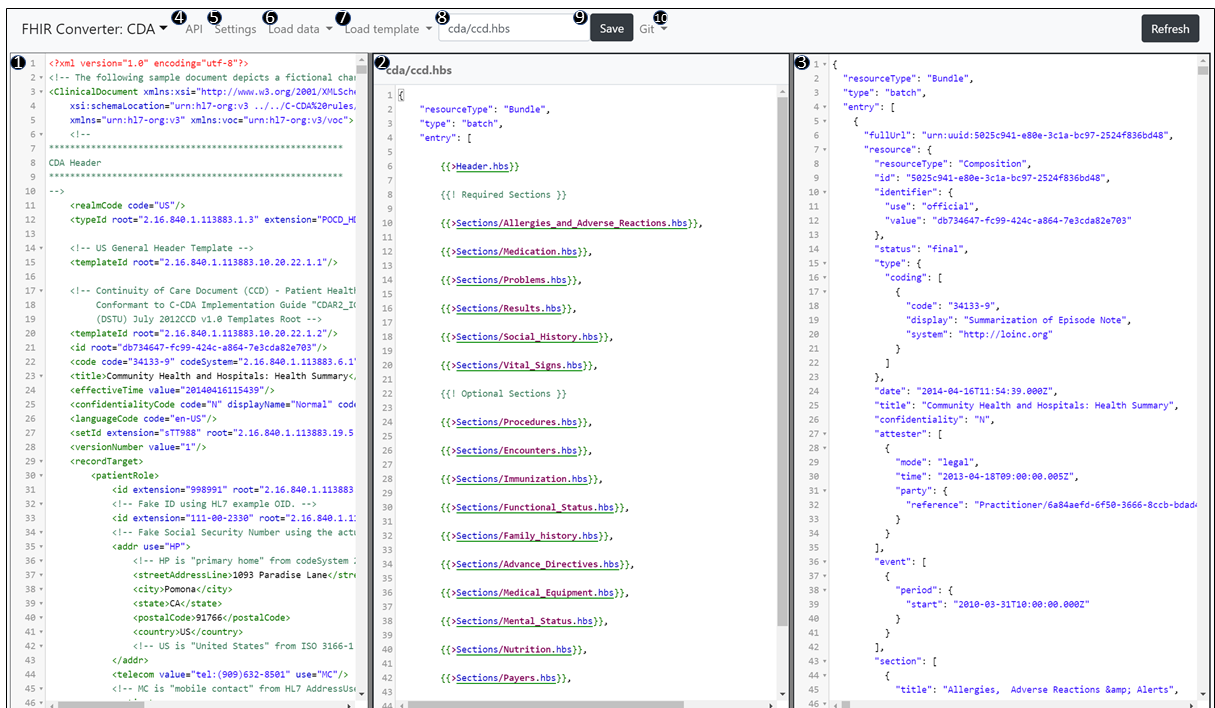 FHIR Converter: CDA 4 API 5 Settings 6 Load data 7 Load template 8 cda/ccd.hbs 9 Save Git 10 Refresh
1
1 <?xml version="1.0" encoding="utf-8"?>
2 <!-- The following sample document depicts a fictional cha
3 <ClinicalDocument xmlns:xsi="http://www.w3.org/2001/XMLSche
4 xsi:schemaLocation="urn:hl7-org:v3 ../../C-CDA%20rules/
5 xmlns="urn:hl7-org:v3" xmlns:voc="urn:hl7-org:v3/voc">
6 <!--
7 ********************************************************
8 CDA Header
9 ********************************************************
10 -->
11 <realmCode code="US"/>
12 <typeId root="2.16.840.1.113883.1.3" extension="POCD_HD
13
14 <!-- US General Header Template -->
15 <templateId root="2.16.840.1.113883.10.20.22.1.1"/>
16
17 <!-- Continuity of Care Document (CCD) - Patient Health
18 Conformant to C-CDA Implementation Guide "CDAR2_IG
19 (DSTU) July 2012CCD v1.0 Templates Root -->
20 <templateId root="2.16.840.1.113883.10.20.22.1.2"/>
21 <id root="db734647-fc99-424c-a864-7e3cda82e703"/>
22 <code code="34133-9" codeSystem="2.16.840.1.113883.6.1"
23 <title>Community Health and Hospitals: Health Summary</
24 <effectiveTime value="20140416115439"/>
25 <confidentialityCode code="N" displayName="Normal" code
26 <languageCode code="en-US"/>
27 <setId extension="sTT988" root="2.16.840.1.113883.19.5.
28 <versionNumber value="1"/>
29 <recordTarget>
30 <patientRole>
31 <id extension="998991" root="2.16.840.1.113883
32 <!-- Fake ID using HL7 example OID. -->
33 <id extension="111-00-2330" root="2.16.840.1.11
34 <!-- Fake Social Security Number using the actu
35 <addr use="HP">
36 <!-- HP is "primary home" from codeSystem 2
37 <streetAddressLine>1093 Paradise Lane</stre
38 <city>Pomona</city>
39 <state>CA</state>
40 <postalCode>91766</postalCode>
41 <country>US</country>
42 <!-- US is "United States" from ISO 3166-1
43 </addr>
44 <telecom value="tel:(909)632-8501" use="MC"/>
45 <!-- MC is "mobile contact" from HL7 AddressUse
46
2 cda/ccd.hbs
1 {
2 "resourceType": "Bundle",
3 "type": "batch",
4 "entry": [
5
6 {{>Header.hbs}}
7
8 {{! Required Sections }}
9
10 {{>Sections/Allergies_and_Adverse_Reactions.hbs}},
11
12 {{>Sections/Medication.hbs}},
13
14 {{>Sections/Problems.hbs}},
15
16 {{>Sections/Results.hbs}},
17
18 {{>Sections/Social_History.hbs}},
19
20 {{>Sections/Vital_Signs.hbs}},
21
22 {{! Optional Sections }}
23
24 {{>Sections/Procedures.hbs}},
25
26 {{>Sections/Encounters.hbs}},
27
28 {{>Sections/Immunization.hbs}},
29
30 {{>Sections/Functional_Status.hbs}},
31
32 {{>Sections/Family_history.hbs}},
33
34 {{>Sections/Advance_Directives.hbs}},
35
36 {{>Sections/Medical_Equipment.hbs}},
37
38 {{>Sections/Mental_Status.hbs}},
39
40 {{>Sections/Nutrition.hbs}},
41
42 {{>Sections/Payers.hbs}},
43
44
3
1 {
2 "resourceType": "Bundle",
3 "type": "batch",
4 "entry": [
5 {
6 "fullUrl": "urn:uuid:5025c941-e80e-3c1a-bc97-2524f836bd48",
7 "resource": {
8 "resourceType": "Composition",
9 "id": "5025c941-e80e-3c1a-bc97-2524f836bd48",
10 "identifier": {
11 "use": "official",
12 "value": "db734647-fc99-424c-a864-7e3cda82e703"
13 },
14 "status": "final",
15 "type": {
16 "coding": [
17 {
18 "code": "34133-9",
19 "display": "Summarization of Episode Note",
20 "system": "http://loinc.org"
21 }
22 ]
23 },
24 "date": "2014-04-16T11:54:39.000Z",
25 "title": "Community Health and Hospitals: Health Summary",
26 "confidentiality": "N",
27 "attester": [
28 {
29 "mode": "legal",
30 "time": "2013-04-18T09:00:00.005Z",
31 "party": {
32 "reference": "Practitioner/6a84aefd-6f50-3666-8ccb-bdad4
33 }
34 }
35 ],
36 "event": [
37 {
38 "period": {
39 "start": "2010-03-31T10:00:00.000Z"
40 }
41 }
42 ],
43 "section": [
44 {
45 "title": "Allergies, Adverse Reactions &amp; Alerts",
46